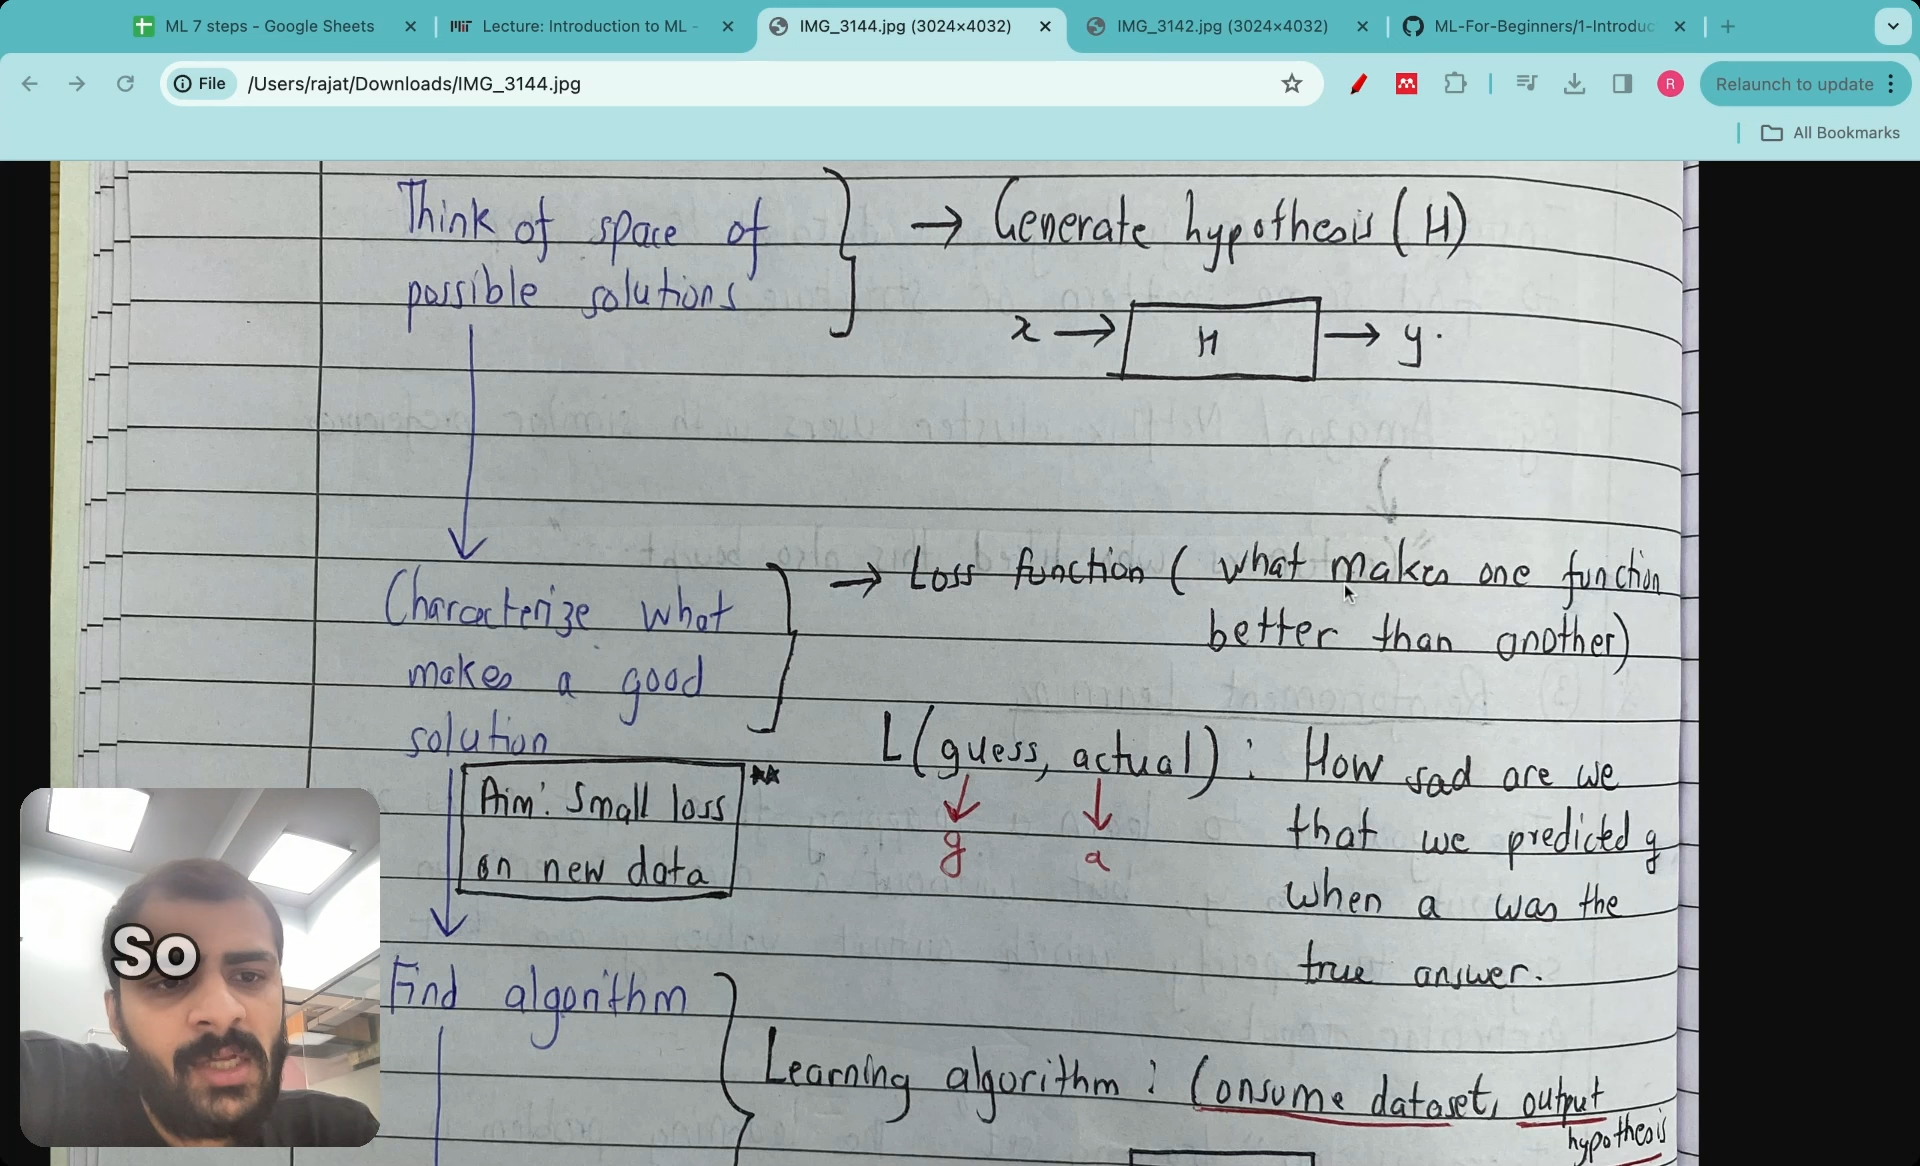 ML 7 steps - Google Sheets
Lecture: Introduction to ML -
IMG_3144.jpg (3024×4032)
IMG_3142.jpg (3024×4032)
ML-For-Beginners/1-Introduc
File
/Users/rajat/Downloads/IMG_3144.jpg
R
Relaunch to update
All Bookmarks
Think of space of
possible solutions
→ Generate hypothesis (H)
x → H → y.
Characterize what
makes a good
solution
→ Loss function ( what makes one function
better than another)
L(guess, actual) : How sad are we
g a
that we predicted g
when a was the
true answer.
Aim: Small loss **
on new data
So
Find algorithm
Learning algorithm : Consume dataset, output
hypothesis